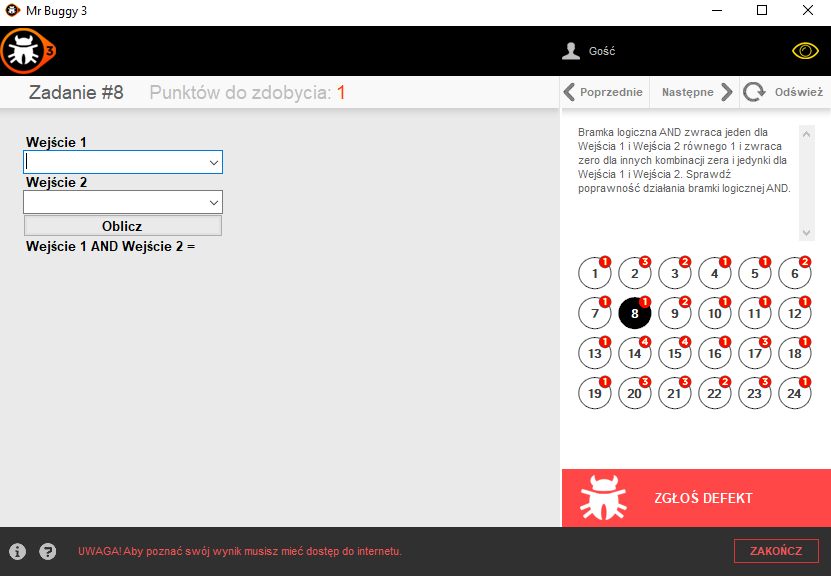 Mr Buggy 3
3
Gość
Zadanie #8
Punktów do zdobycia: 1
Poprzednie
Następne
Odśwież
Wejście 1
Wejście 2
Oblicz
Wejście 1 AND Wejście 2 =
Bramka logiczna AND zwraca jeden dla
Wejścia 1 i Wejścia 2 równego 1 i zwraca
zero dla innych kombinacji zera i jedynki dla
Wejścia 1 i Wejścia 2. Sprawdź
poprawność działania bramki logicznej AND.
1 1 2 3 3 2 4 1 5 1 6 2
7 1 8 1 9 2 10 1 11 1 12 1
13 1 14 4 15 4 16 1 17 3 18 1
19 1 20 3 21 3 22 2 23 3 24 1
ZGŁOŚ DEFEKT
i ? UWAGA! Aby poznać swój wynik musisz mieć dostęp do internetu.
ZAKOŃCZ